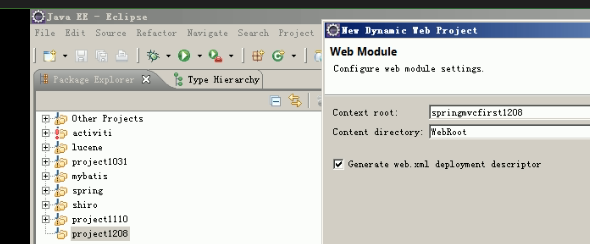 Java EE - Eclipse
File Edit Source Refactor Navigate Search Project
Package Explorer
Type Hierarchy
Other Projects
activiti
lucene
project1031
mybatis
spring
shiro
project1110
project1208
New Dynamic Web Project
Web Module
Configure web module settings.
Context root: springmvcfirst1208
Content directory: WebRoot
Generate web.xml deployment descriptor